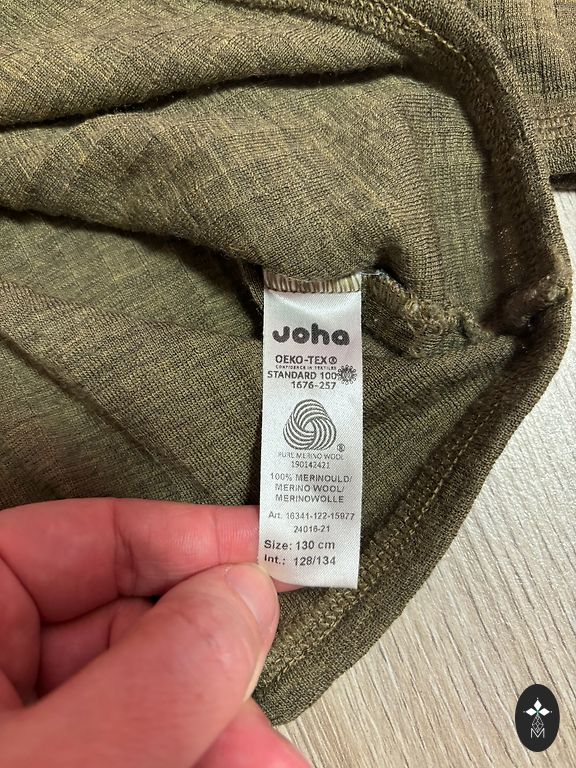 Joha
OEKO-TEX®
CONFIDENCE IN TEXTILES
STANDARD 100
1676-257
®
PURE MERINO WOOL
190142421
100% MERINOULD/
MERINO WOOL/
MERINOWOLLE
Art. 16341-122-15977
24016-21
Size: 130 cm
Int.: 128/134